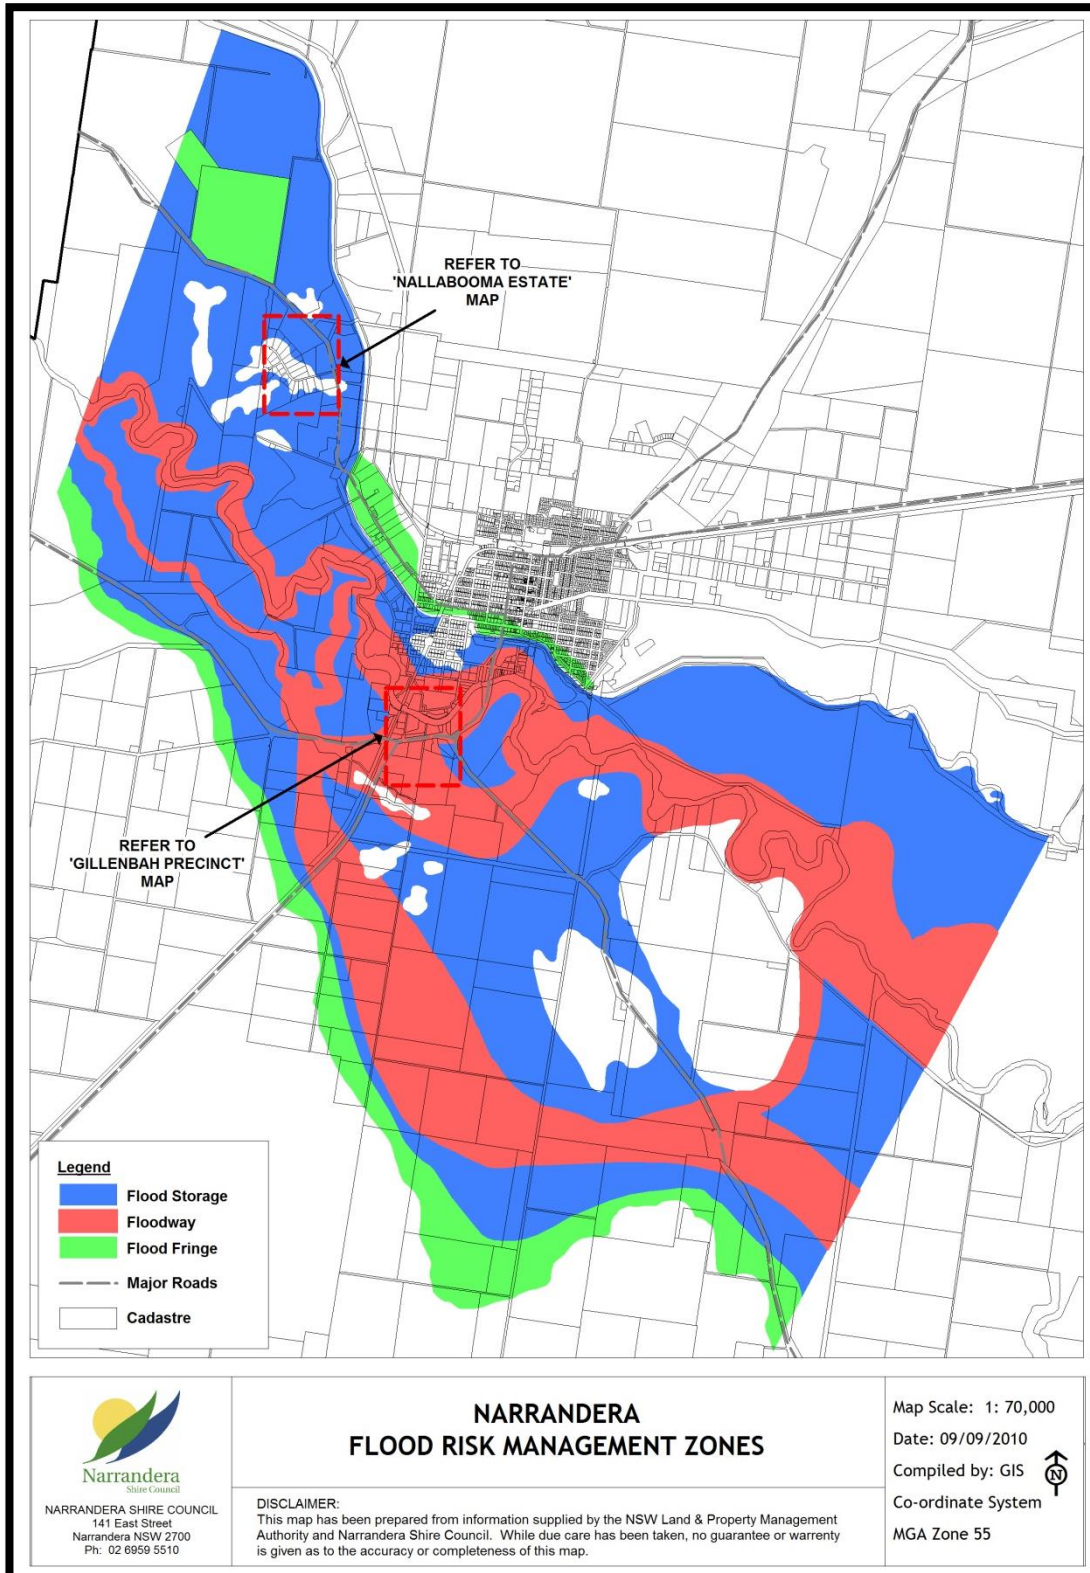 REFER TO
'NALLABOOMA ESTATE'
MAP
REFER TO
'GILLENBAH PRECINCT'
MAP
Legend
Flood Storage
Floodway
Flood Fringe
Major Roads
Cadastre
Narrandera
Shire Council
NARRANDERA SHIRE COUNCIL
141 East Street
Narrandera NSW 2700
Ph: 02 6959 5510
NARRANDERA
FLOOD RISK MANAGEMENT ZONES
DISCLAIMER:
This map has been prepared from information supplied by the NSW Land & Property Management
Authority and Narrandera Shire Council. While due care has been taken, no guarantee or warrenty
is given as to the accuracy or completeness of this map.
Map Scale: 1: 70,000
Date: 09/09/2010
Compiled by: GIS
N
Co-ordinate System
MGA Zone 55